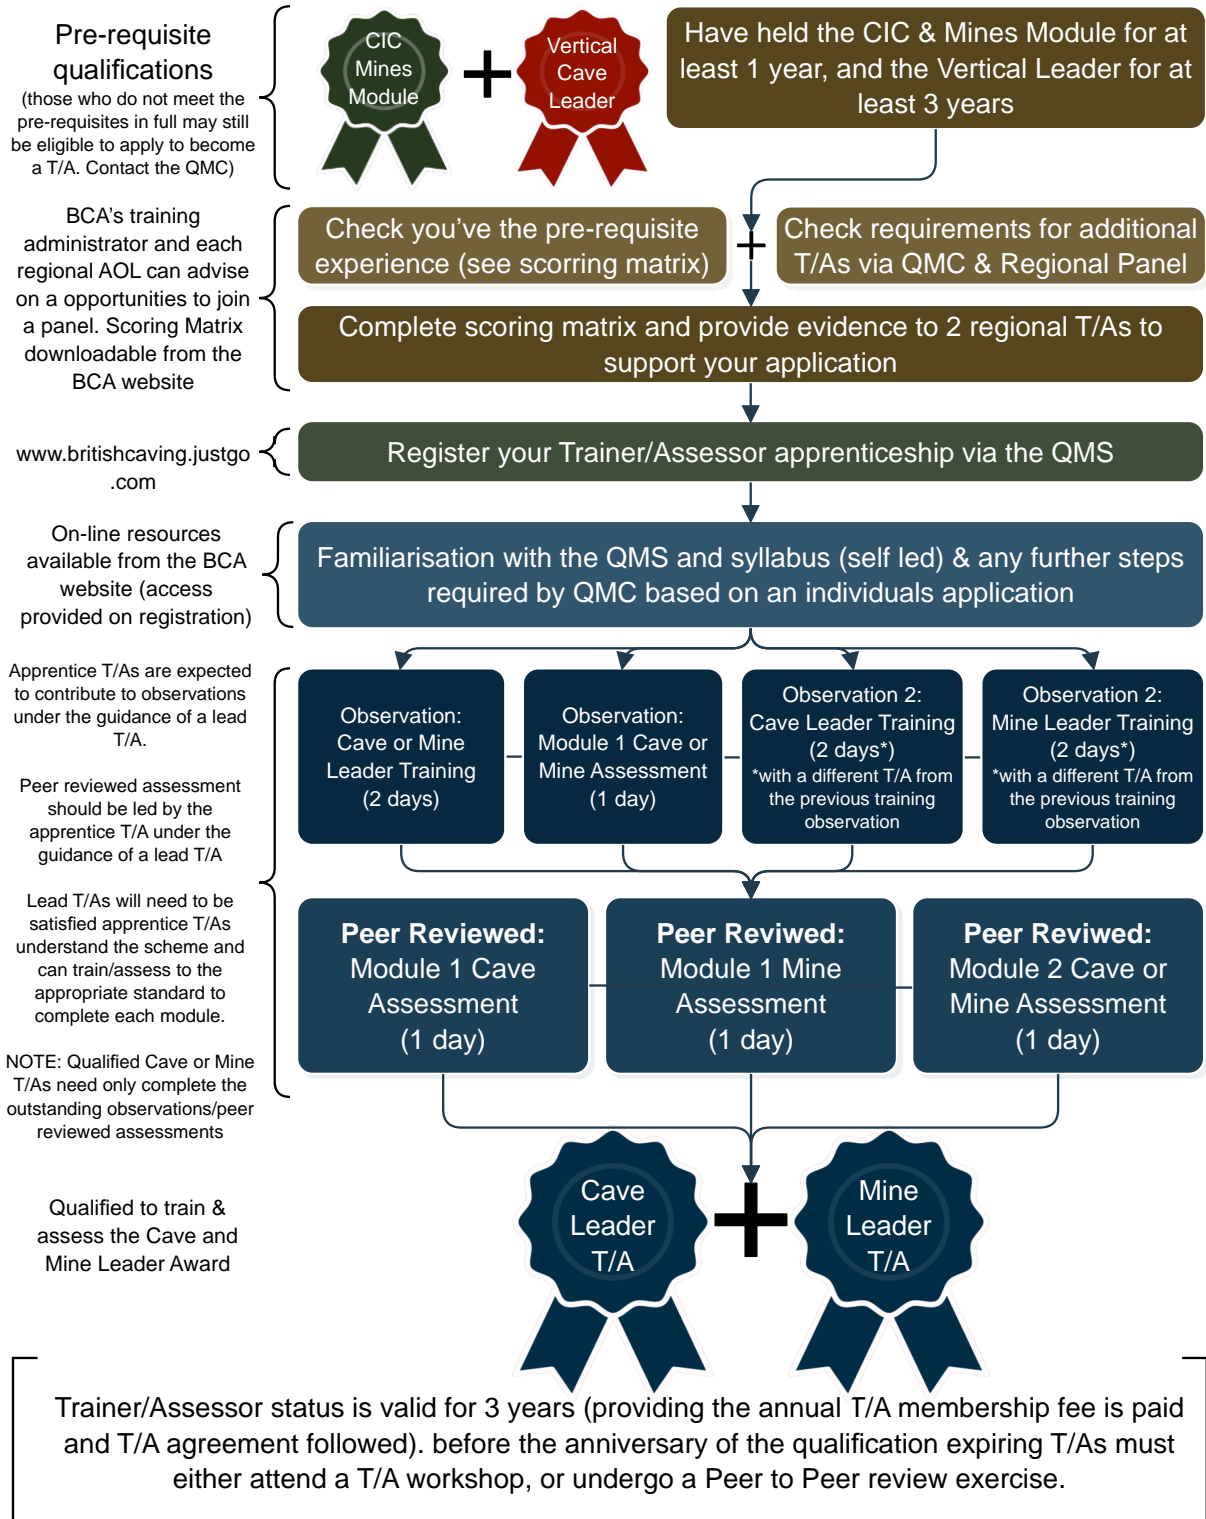 Pre-requisite
qualifications
(those who do not meet the
pre-requisites in full may still
be eligible to apply to become
a T/A. Contact the QMC)
CIC
Mines
Module
Vertical
Cave
Leader
Have held the CIC & Mines Module for at
least 1 year, and the Vertical Leader for at
least 3 years
BCA's training
administrator and each
regional AOL can advise
on a opportunities to join
a panel. Scoring Matrix
downloadable from the
BCA website
Check you've the pre-requisite
experience (see scorring matrix)
Check requirements for additional
T/As via QMC & Regional Panel
Complete scoring matrix and provide evidence to 2 regional T/As to
support your application
www.britishcaving.justgo
.com
Register your Trainer/Assessor apprenticeship via the QMS
On-line resources
available from the BCA
website (access
provided on registration)
Familiarisation with the QMS and syllabus (self led) & any further steps
required by QMC based on an individuals application
Apprentice T/As are expected
to contribute to observations
under the guidance of a lead
T/A.
Peer reviewed assessment
should be led by the
apprentice T/A under the
guidance of a lead T/A
Lead T/As will need to be
satisfied apprentice T/As
understand the scheme and
can train/assess to the
appropriate standard to
complete each module.
NOTE: Qualified Cave or Mine
T/As need only complete the
outstanding observations/peer
reviewed assessments
Observation:
Cave or Mine
Leader Training
(2 days)
Observation:
Module 1 Cave or
Mine Assessment
(1 day)
Observation 2:
Cave Leader Training
(2 days*)
*with a different T/A from
the previous training
observation
Observation 2:
Mine Leader Training
(2 days*)
*with a different T/A from
the previous training
observation
Peer Reviewed:
Module 1 Cave
Assessment
(1 day)
Peer Reviwed:
Module 1 Mine
Assessment
(1 day)
Peer Reviwed:
Module 2 Cave or
Mine Assessment
(1 day)
Qualified to train &
assess the Cave and
Mine Leader Award
Cave
Leader
T/A
Mine
Leader
T/A
Trainer/Assessor status is valid for 3 years (providing the annual T/A membership fee is paid
and T/A agreement followed). before the anniversary of the qualification expiring T/As must
either attend a T/A workshop, or undergo a Peer to Peer review exercise.